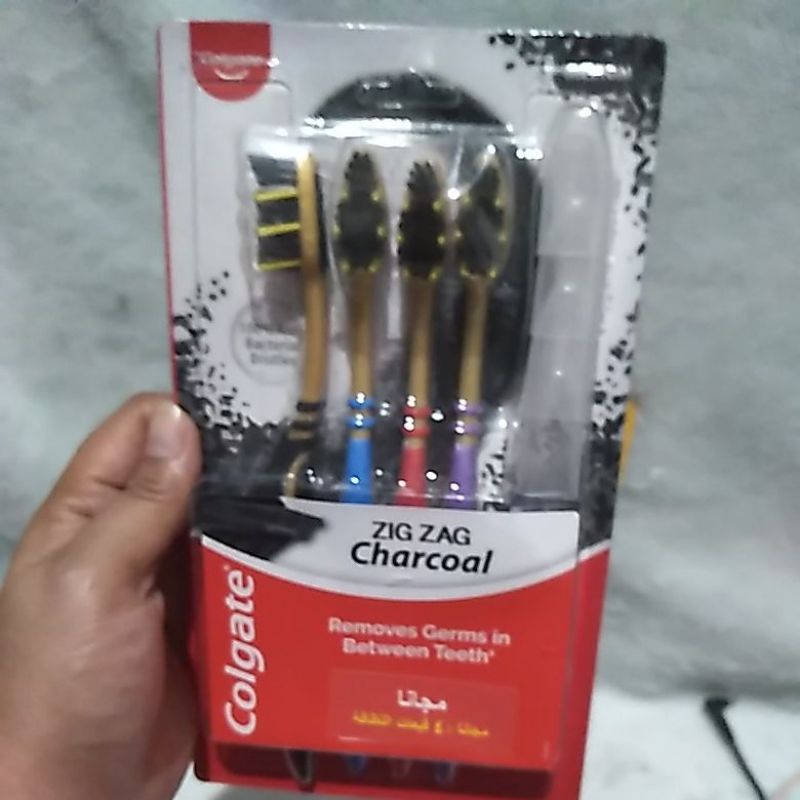 Colgate
ZIG ZAG
Charcoal
Colgate
Removes Germs in
Between Teeth*
مجانا